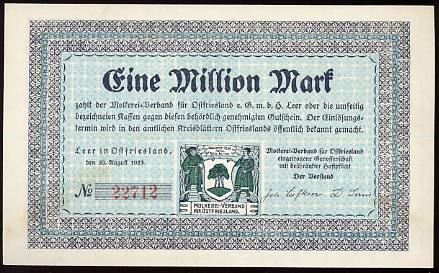 Eine Million Mark
zahlt der Molkerei-Verband für Ostfriesland e. G. m. b. H. Leer oder die umseitig
bezeichneten Kassen gegen diesen behördlich genehmigten Gutschein. Der Einlösungs-
termin wird in den amtlichen Kreisblättern Ostfrieslands öffentlich bekannt gemacht.
Leer in Ostfriesland,
den 30. August 1923.
№ 22712
MOLKEREI-VERBAND
FÜR OSTFRIESLAND.
Molkerei-Verband für Ostfriesland
eingetragene Genossenschaft
mit beschränkter Haftpflicht
Der Vorstand